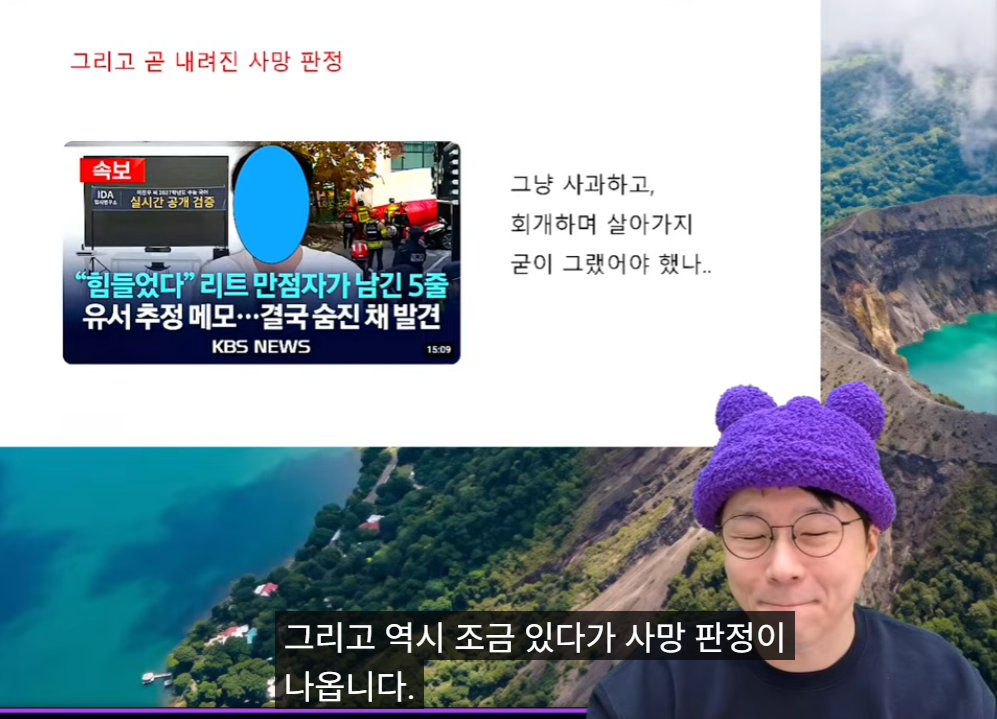 그리고 곧 내려진 사망 판정
속보
IDA
실시간 공개 검증
그냥 사과하고,
회개하며 살아가지
굳이 그랬어야 했나..
“힘들었다” 리트 만점자가 남긴 5줄
유서 추정 메모…결국 숨진 채 발견
KBS NEWS
15:09
그리고 역시 조금 있다가 사망 판정이
나옵니다.